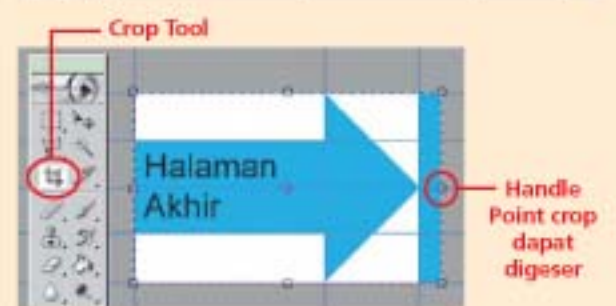 Crop Tool
Halaman
Akhir
Handle
Point crop
dapat
digeser